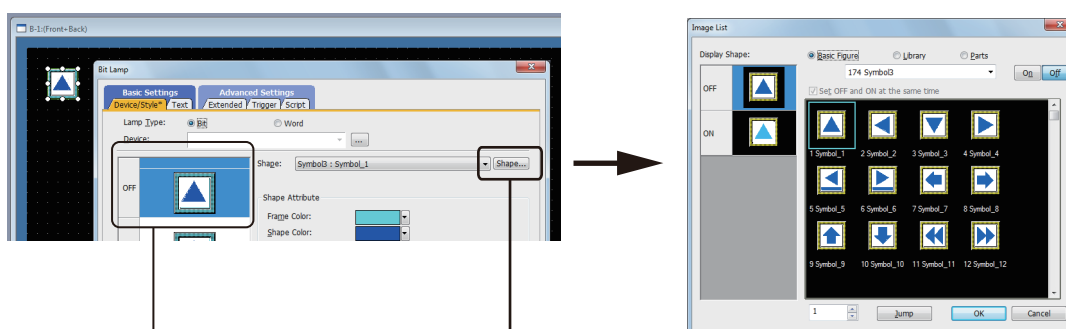 B-1:(Front+Back)
Bit Lamp
Basic Settings Advanced Settings
Device/Style* Text Extended Trigger Script
Lamp Type: Bit Word
Device: ...
Shape: Symbol3 : Symbol_1 Shape...
OFF
Shape Attribute
Frame Color:
Shape Color:
Image List
Display Shape: Basic Figure Library Parts
174 Symbol3 On Off
OFF
Set OFF and ON at the same time
ON
1 Symbol_1 2 Symbol_2 3 Symbol_3 4 Symbol_4
5 Symbol_5 6 Symbol_6 7 Symbol_7 8 Symbol_8
9 Symbol_9 10 Symbol_10 11 Symbol_11 12 Symbol_12
1 Jump OK Cancel